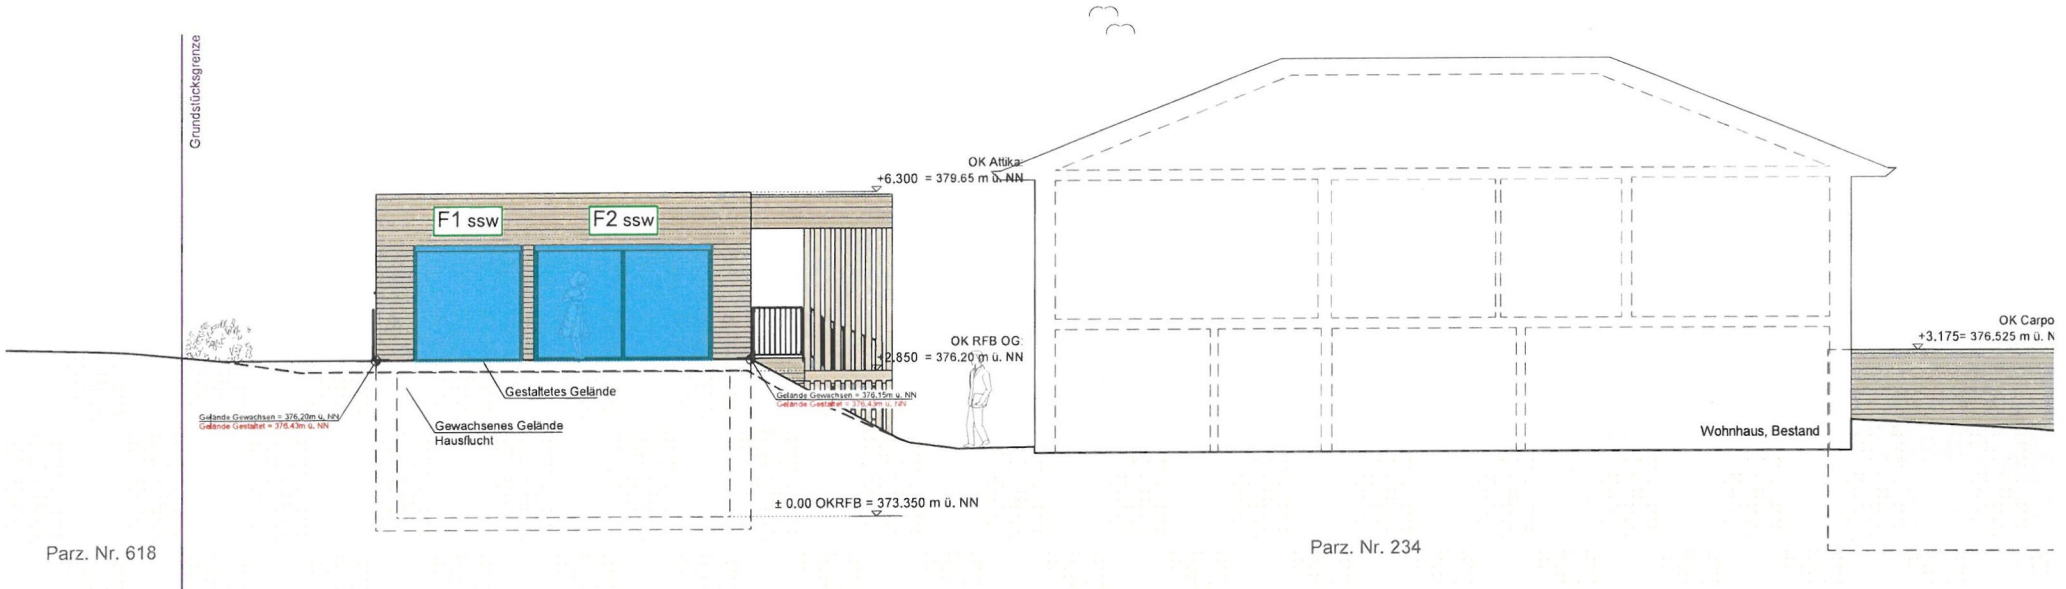 Grundstücksgrenze
OK Attika:
+6.300 = 379.65 m ü. NN
F1 ssw
F2 ssw
OK RFB OG:
+2.850 = 376.20 m ü. NN
OK Carpo
+3.175= 376.525 m ü. N
Gestaltetes Gelände
Gelände Gewachsen = 376,20m ü. NN
Gelände Gestaltet = 376.43m ü. NN
Gelände Gewachsen = 376,15m ü. NN
Gelände Gestaltet = 376.43m ü. NN
Gewachsenes Gelände
Hausflucht
Wohnhaus, Bestand
± 0.00 OKRFB = 373.350 m ü. NN
Parz. Nr. 618
Parz. Nr. 234